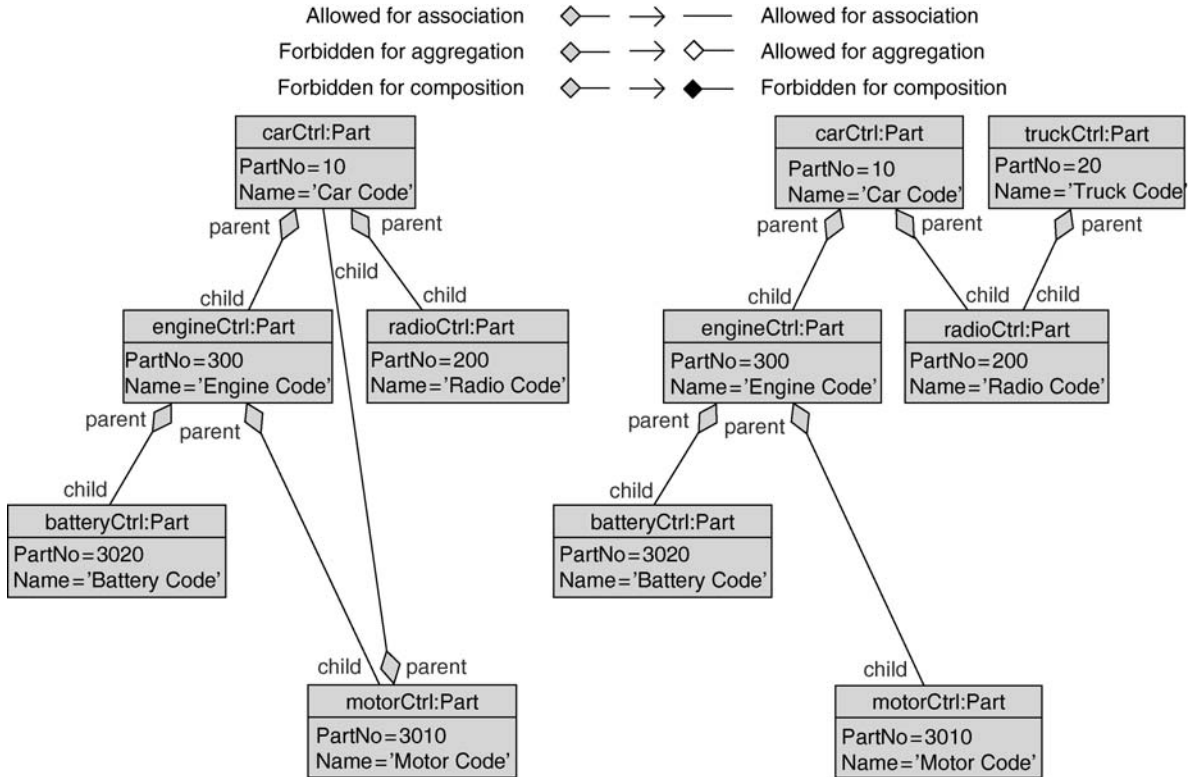 Allowed for association
Allowed for association
Forbidden for aggregation
Allowed for aggregation
Forbidden for composition
Forbidden for composition
carCtrl:Part
PartNo=10
Name='Car Code'
parent
parent
child
child
child
engineCtrl:Part
PartNo=300
Name='Engine Code'
radioCtrl:Part
PartNo=200
Name='Radio Code'
parent
parent
child
batteryCtrl:Part
PartNo=3020
Name='Battery Code'
child
parent
motorCtrl:Part
PartNo=3010
Name='Motor Code'
carCtrl:Part
PartNo=10
Name='Car Code'
truckCtrl:Part
PartNo=20
Name='Truck Code'
parent
parent
parent
child
child
child
engineCtrl:Part
PartNo=300
Name='Engine Code'
radioCtrl:Part
PartNo=200
Name='Radio Code'
parent
parent
child
batteryCtrl:Part
PartNo=3020
Name='Battery Code'
child
motorCtrl:Part
PartNo=3010
Name='Motor Code'